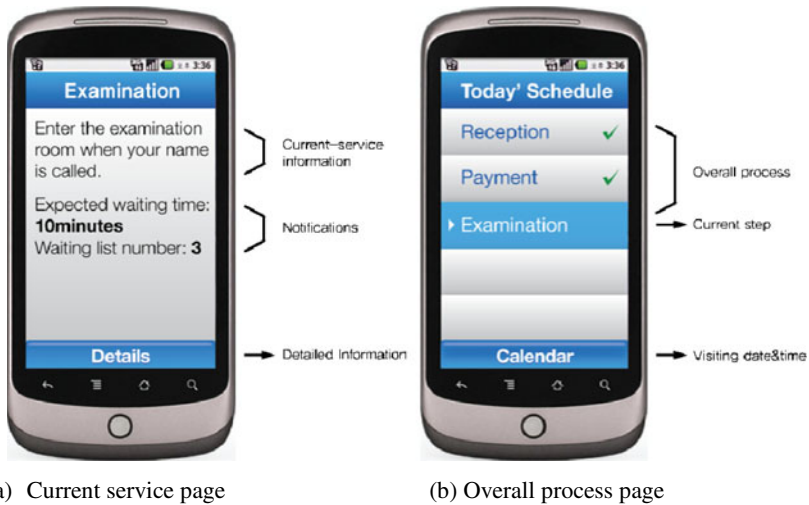 3:36
Examination
Enter the examination
room when your name
is called.
Expected waiting time:
10minutes
Waiting list number: 3
Details
Current-service
information
Notifications
Detailed Information
3:36
Today' Schedule
Reception
Payment
Examination
Calendar
Overall process
Current step
Visiting date&time
a) Current service page
(b) Overall process page